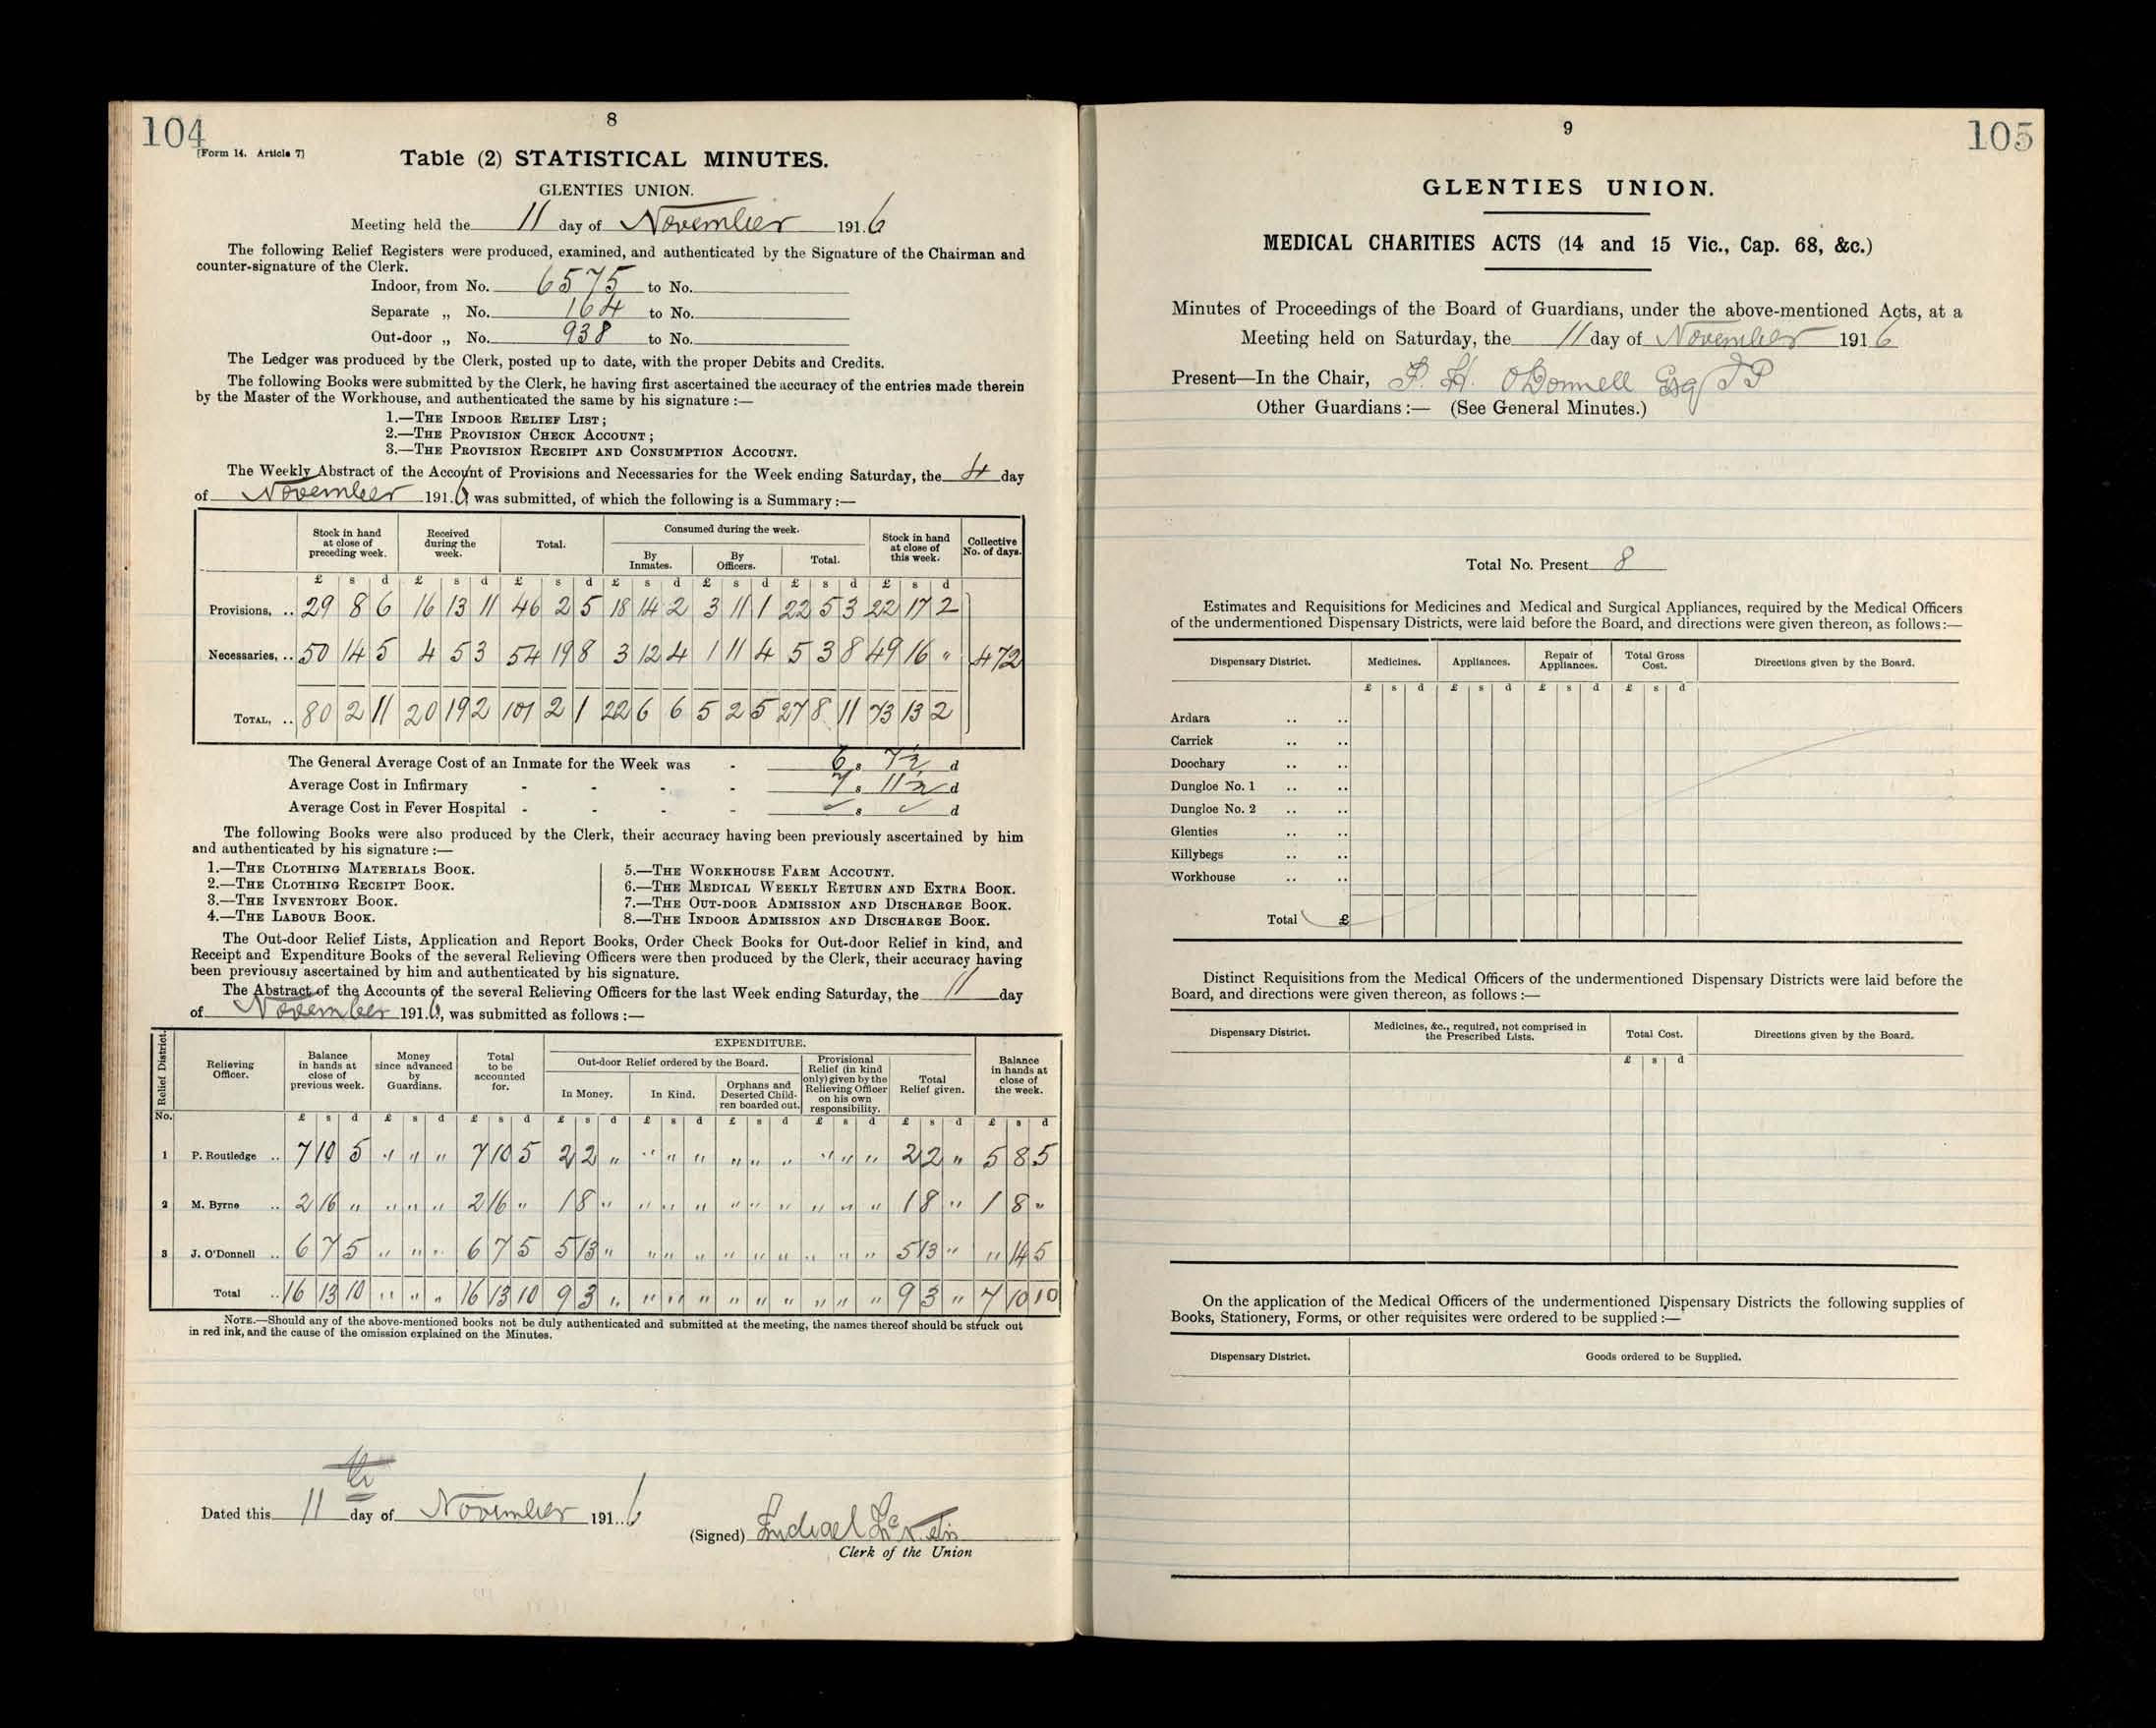 104
[Form 14. Article 7]
8
Table (2) STATISTICAL MINUTES.
GLENTIES UNION.
Meeting held the 11 day of November 1916
The following Relief Registers were produced, examined, and authenticated by the Signature of the Chairman and
counter-signature of the Clerk.
Indoor, from No. 6575 to No.
Separate „ No. 164 to No.
Out-door „ No. 938 to No.
The Ledger was produced by the Clerk, posted up to date, with the proper Debits and Credits.
The following Books were submitted by the Clerk, he having first ascertained the accuracy of the entries made therein
by the Master of the Workhouse, and authenticated the same by his signature :—
1.—THE INDOOR RELIEF LIST;
2.—THE PROVISION CHECK ACCOUNT;
3.—THE PROVISION RECEIPT AND CONSUMPTION ACCOUNT.
The Weekly Abstract of the Account of Provisions and Necessaries for the Week ending Saturday, the 4 day
of November 1916 was submitted, of which the following is a Summary :—
Stock in hand at close of preceding week. Received during the week. Total. Consumed during the week. By Inmates. By Officers. Total. Stock in hand at close of this week. Collective No. of days.
£ s d £ s d £ s d £ s d £ s d £ s d £ s d
Provisions, .. 29 8 6 16 13 11 46 2 5 18 14 2 3 11 1 22 5 3 22 17 2
Necessaries, .. 50 14 5 4 5 3 54 19 8 3 12 4 1 11 4 5 3 8 49 16 " 472
TOTAL, .. 80 2 11 20 19 2 101 2 1 22 6 6 5 2 5 27 8 11 73 13 2
The General Average Cost of an Inmate for the Week was - 6 s 7½ d
Average Cost in Infirmary - - - - 7 s 11½ d
Average Cost in Fever Hospital - - - - s d
The following Books were also produced by the Clerk, their accuracy having been previously ascertained by him
and authenticated by his signature :—
1.—THE CLOTHING MATERIALS BOOK.
2.—THE CLOTHING RECEIPT BOOK.
3.—THE INVENTORY BOOK.
4.—THE LABOUR BOOK.
5.—THE WORKHOUSE FARM ACCOUNT.
6.—THE MEDICAL WEEKLY RETURN AND EXTRA BOOK.
7.—THE OUT-DOOR ADMISSION AND DISCHARGE BOOK.
8.—THE INDOOR ADMISSION AND DISCHARGE BOOK.
The Out-door Relief Lists, Application and Report Books, Order Check Books for Out-door Relief in kind, and
Receipt and Expenditure Books of the several Relieving Officers were then produced by the Clerk, their accuracy having
been previously ascertained by him and authenticated by his signature.
The Abstract of the Accounts of the several Relieving Officers for the last Week ending Saturday, the 11 day
of November 1916, was submitted as follows :—
Relief District. Relieving Officer. Balance in hands at close of previous week. Money since advanced by Guardians. Total to be accounted for. EXPENDITURE. Out-door Relief ordered by the Board. In Money. In Kind. Orphans and Deserted Children boarded out. Provisional Relief (in kind only) given by the Relieving Officer on his own responsibility. Total Relief given. Balance in hands at close of the week.
No. £ s d £ s d £ s d £ s d £ s d £ s d £ s d £ s d £ s d
1 P. Routledge .. 7 10 5 " " " 7 10 5 2 2 " " " " " " " " " " 2 2 " 5 8 5
2 M. Byrne .. 2 16 " " " " 2 16 " 1 8 " " " " " " " " " " 1 8 " 1 8 "
3 J. O'Donnell .. 6 7 5 " " " 6 7 5 5 13 " " " " " " " " " " 5 13 " " 14 5
Total .. 16 13 10 " " " 16 13 10 9 3 " " " " " " " " " " 9 3 " 7 10 10
NOTE.—Should any of the above-mentioned books not be duly authenticated and submitted at the meeting, the names thereof should be struck out
in red ink, and the cause of the omission explained on the Minutes.
Dated this 11th day of November 1916
(Signed)
Clerk of the Union
9
105
GLENTIES UNION.
MEDICAL CHARITIES ACTS (14 and 15 Vic., Cap. 68, &c.)
Minutes of Proceedings of the Board of Guardians, under the above-mentioned Acts, at a
Meeting held on Saturday, the 11 day of November 1916
Present—In the Chair, P. H. O'Donnell Esq JP
Other Guardians :— (See General Minutes.)
Total No. Present 8
Estimates and Requisitions for Medicines and Medical and Surgical Appliances, required by the Medical Officers
of the undermentioned Dispensary Districts, were laid before the Board, and directions were given thereon, as follows:—
Dispensary District. Medicines. Appliances. Repair of Appliances. Total Gross Cost. Directions given by the Board.
£ s d £ s d £ s d £ s d
Ardara .. ..
Carrick .. ..
Doochary .. ..
Dungloe No. 1 .. ..
Dungloe No. 2 .. ..
Glenties .. ..
Killybegs .. ..
Workhouse .. ..
Total £
Distinct Requisitions from the Medical Officers of the undermentioned Dispensary Districts were laid before the
Board, and directions were given thereon, as follows :—
Dispensary District. Medicines, &c., required, not comprised in the Prescribed Lists. Total Cost. Directions given by the Board.
£ s d
On the application of the Medical Officers of the undermentioned Dispensary Districts the following supplies of
Books, Stationery, Forms, or other requisites were ordered to be supplied :—
Dispensary District. Goods ordered to be Supplied.